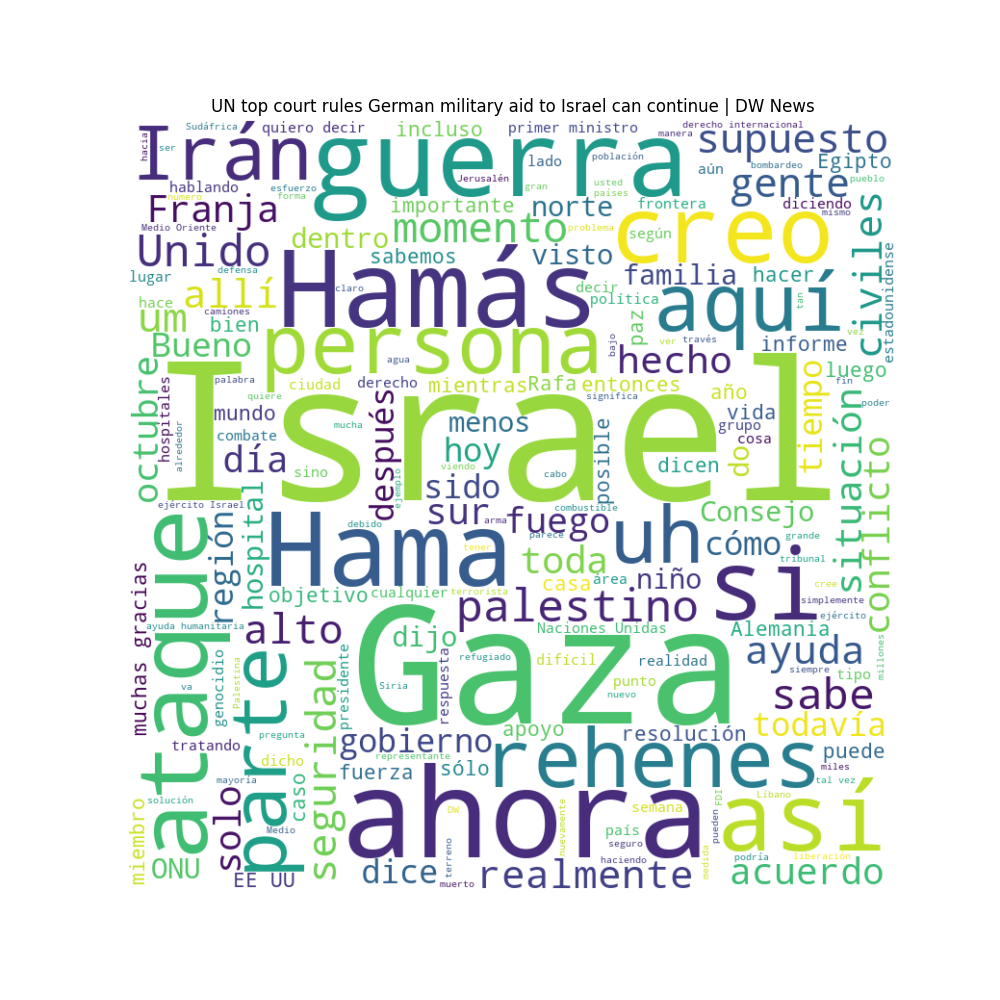 UN top court rules German military aid to Israel can continue | DW News
Sudáfrica quiero decir incluso primer ministro derecho internacional
manera
hacia
Irán guerra supuesto
ser lado población aún bombardeo Egipto
hablando esfuerzo Jerusalén gran usted gente pueblo
países
número forma importante norte frontera diciendo
Franja creo mismo
Medio Oriente momento problema según
Unido dentro sabemos visto civiles
defensa Hamás familia hacer estadounidense
lugar claro decir
hace allí camiones política paz tan aquí
um bien persona vez
Bueno agua bajo ver través informe
hecho luego
octubre palabra ciudad derecho mientras Rafa entonces año tiempo fin
hospitales quiere significa poder
mundo mucha después menos vida
combate Israel grupo
alrededor día hoy posible cosa
sino viendo cabo dicen do situación
ejemplo sido
ejército Israel sur fuego combustible Consejo conflicto
ataque región hospital debido arma parece uh cómo grande
Hama tener toda tribunal
muchas gracias objetivo cualquier terrorista casa área niño si cree
simplemente
palestino ejército
ayuda humanitaria alto dijo Naciones Unidas Alemania
genocidio Palestina parte presidente Gaza ayuda millones
va respuesta refugiado difícil realidad siempre
Siria punto tipo
nuevo sabe
pregunta seguridad apoyo resolución todavía
tratando gobierno
dicho representante rehenes puede
mayoría caso fuerza sólo miles
tal vez
miembro solución solo ahora DW nuevamente semana FDI Líbano así
Medio país pueden
seguro
ONU terreno haciendo medida podría liberación
EE UU dice muerto realmente acuerdo